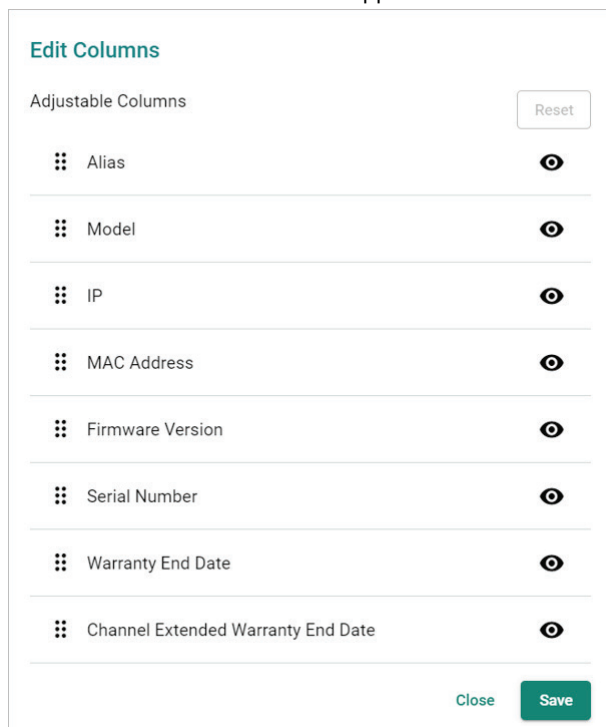 Edit Columns
Adjustable Columns
Reset
Alias
Model
IP
MAC Address
Firmware Version
Serial Number
Warranty End Date
Channel Extended Warranty End Date
Close Save